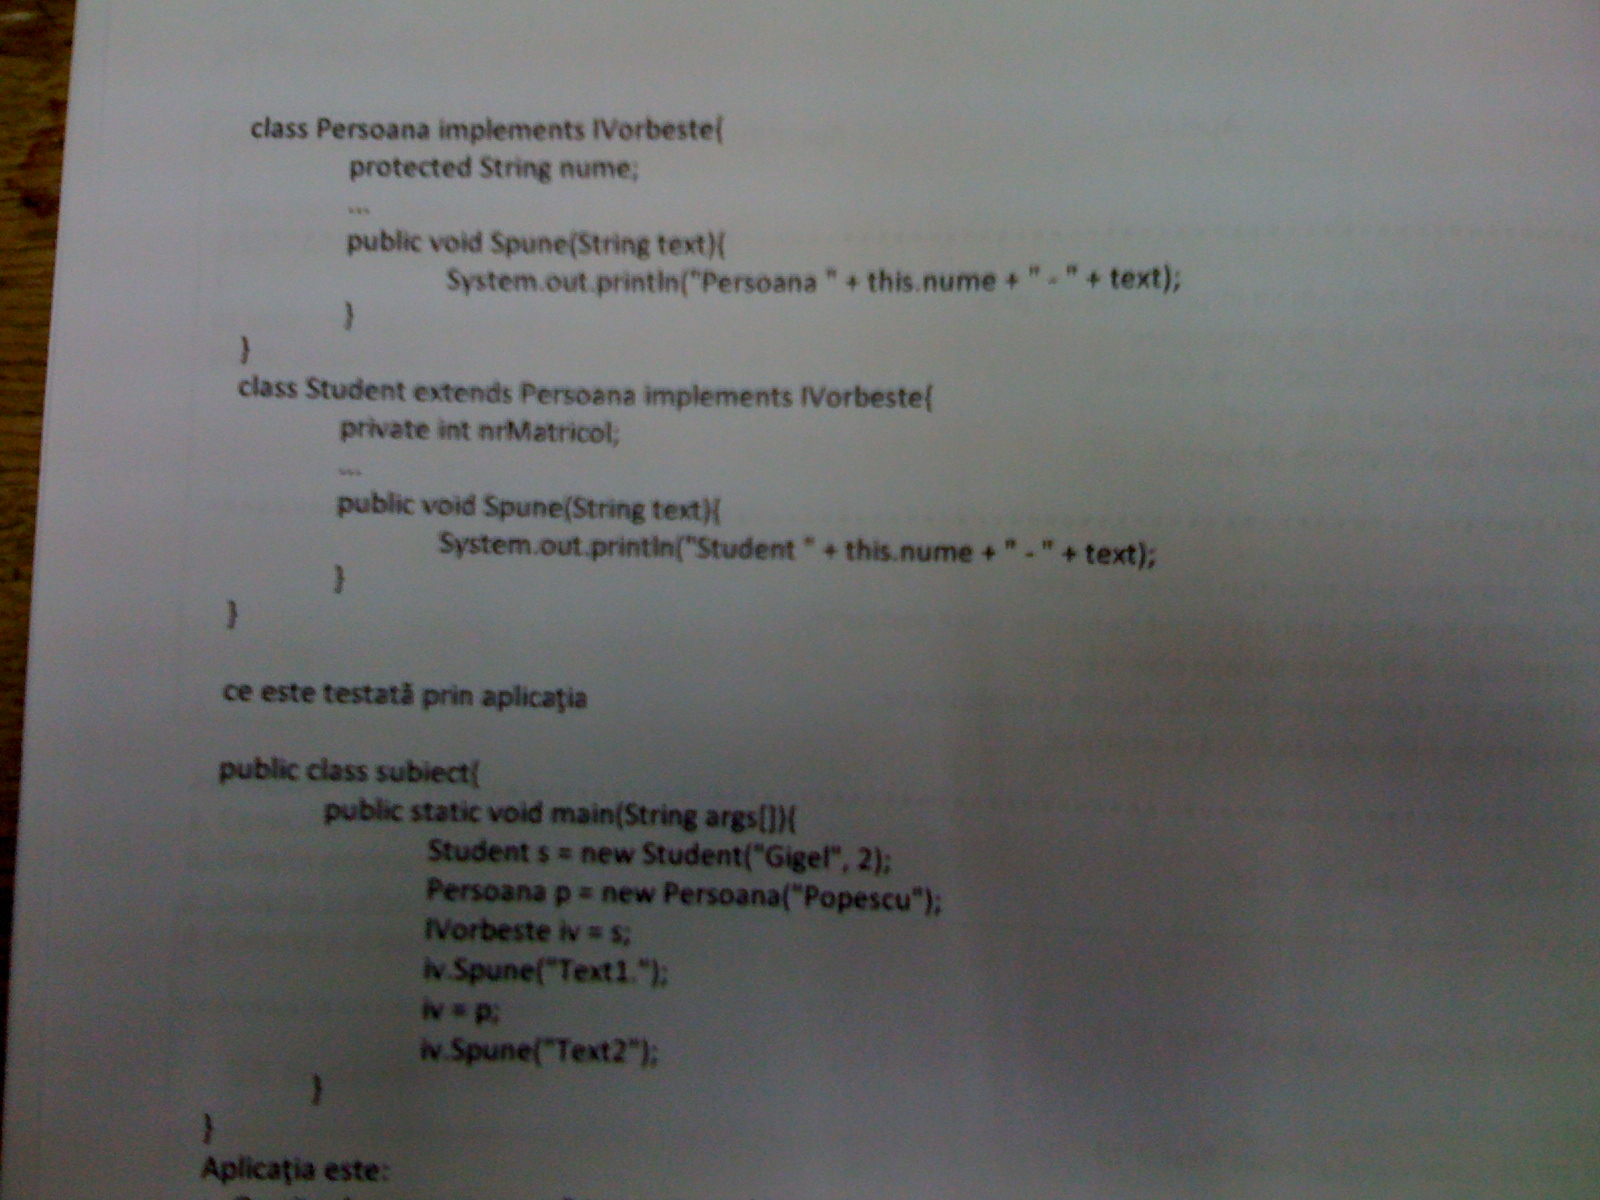 class Persoana implements IVorbeste{
protected String nume;
...
public void Spune(String text){
System.out.println("Persoana " + this.nume + " - " + text);
}
}
class Student extends Persoana implements IVorbeste{
private int nrMatricol;
...
public void Spune(String text){
System.out.println("Student " + this.nume + " - " + text);
}
}
ce este testată prin aplicaţia
public class subiect{
public static void main(String args[]){
Student s = new Student("Gigel", 2);
Persoana p = new Persoana("Popescu");
IVorbeste iv = s;
iv.Spune("Text1.");
iv = p;
iv.Spune("Text2");
}
}
Aplicaţia este: